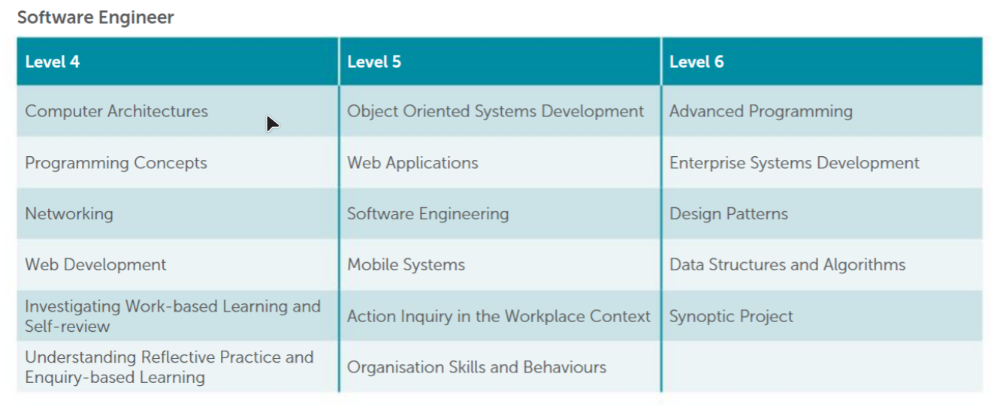 Software Engineer
Level 4 Level 5 Level 6
Computer Architectures Object Oriented Systems Development Advanced Programming
Programming Concepts Web Applications Enterprise Systems Development
Networking Software Engineering Design Patterns
Web Development Mobile Systems Data Structures and Algorithms
Investigating Work-based Learning and
Self-review Action Inquiry in the Workplace Context Synoptic Project
Understanding Reflective Practice and
Enquiry-based Learning Organisation Skills and Behaviours